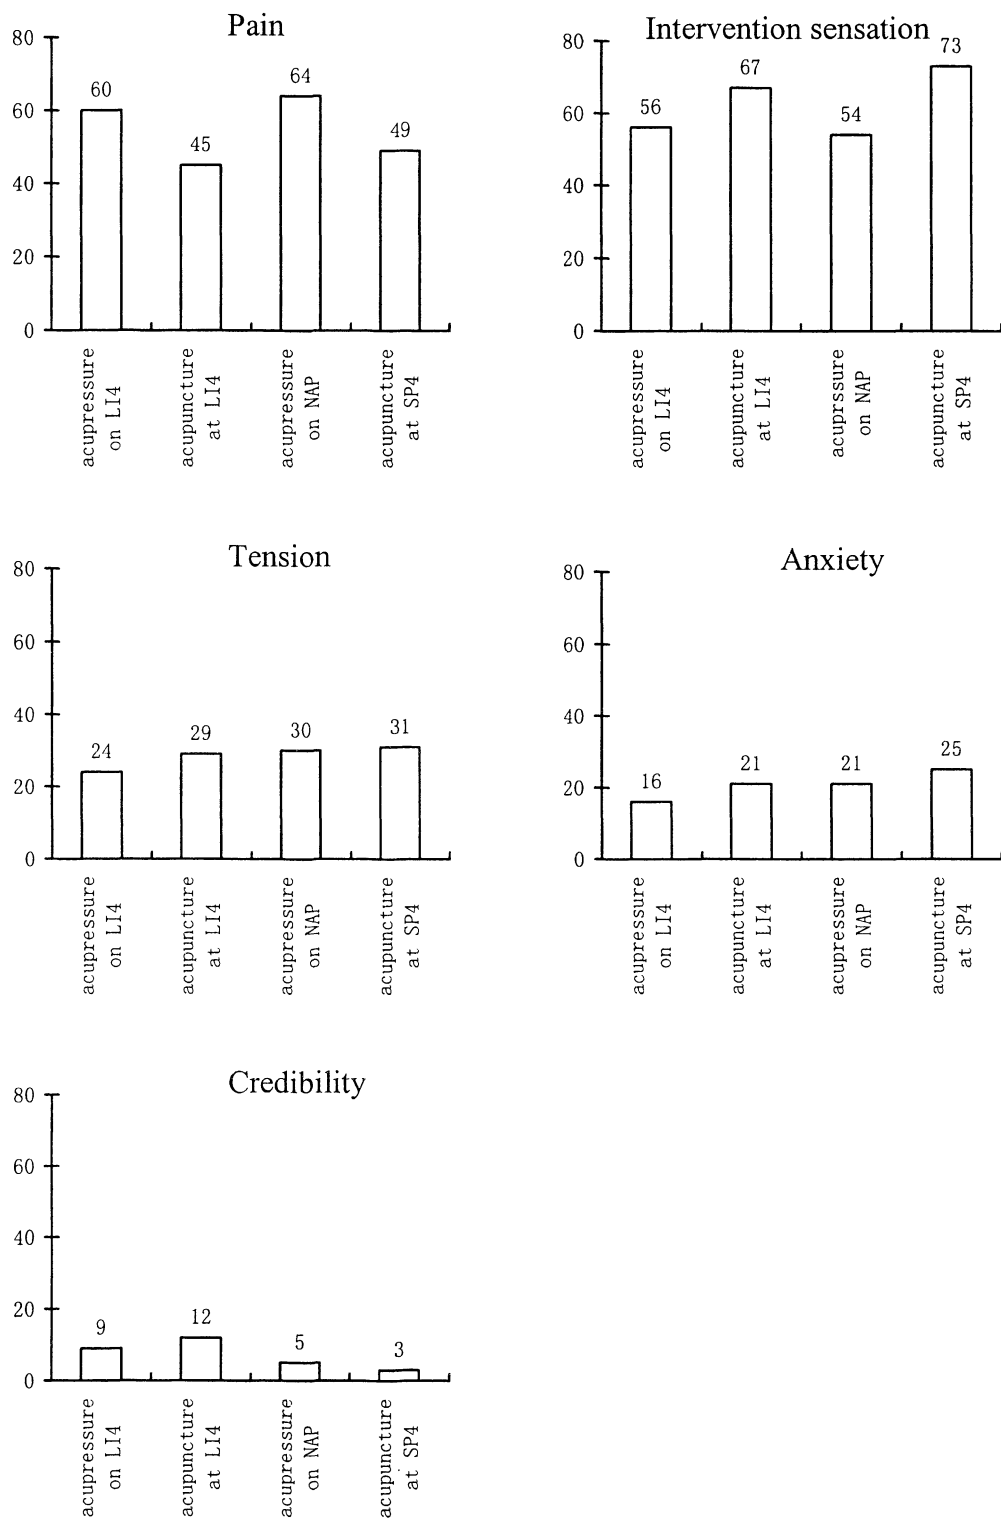 Pain
80
60
40
20
0
60
45
64
49
acupressure
on LI4
acupuncture
at LI4
acupressure
on NAP
acupuncture
at SP4
Intervention sensation
80
60
40
20
0
56
67
54
73
acupressure
on LI4
acupuncture
at LI4
acuprssure
on NAP
acupuncture
at SP4
Tension
80
60
40
20
0
24
29
30
31
acupressure
on LI4
acupuncture
at LI4
acupressure
on NAP
acupuncture
at SP4
Anxiety
80
60
40
20
0
16
21
21
25
acupressure
on LI4
acupuncture
at LI4
acupressure
on NAP
acupuncture
at SP4
Credibility
80
60
40
20
0
9
12
5
3
acupressure
on LI4
acupuncture
at LI4
acupressure
on NAP
acupuncture
at SP4